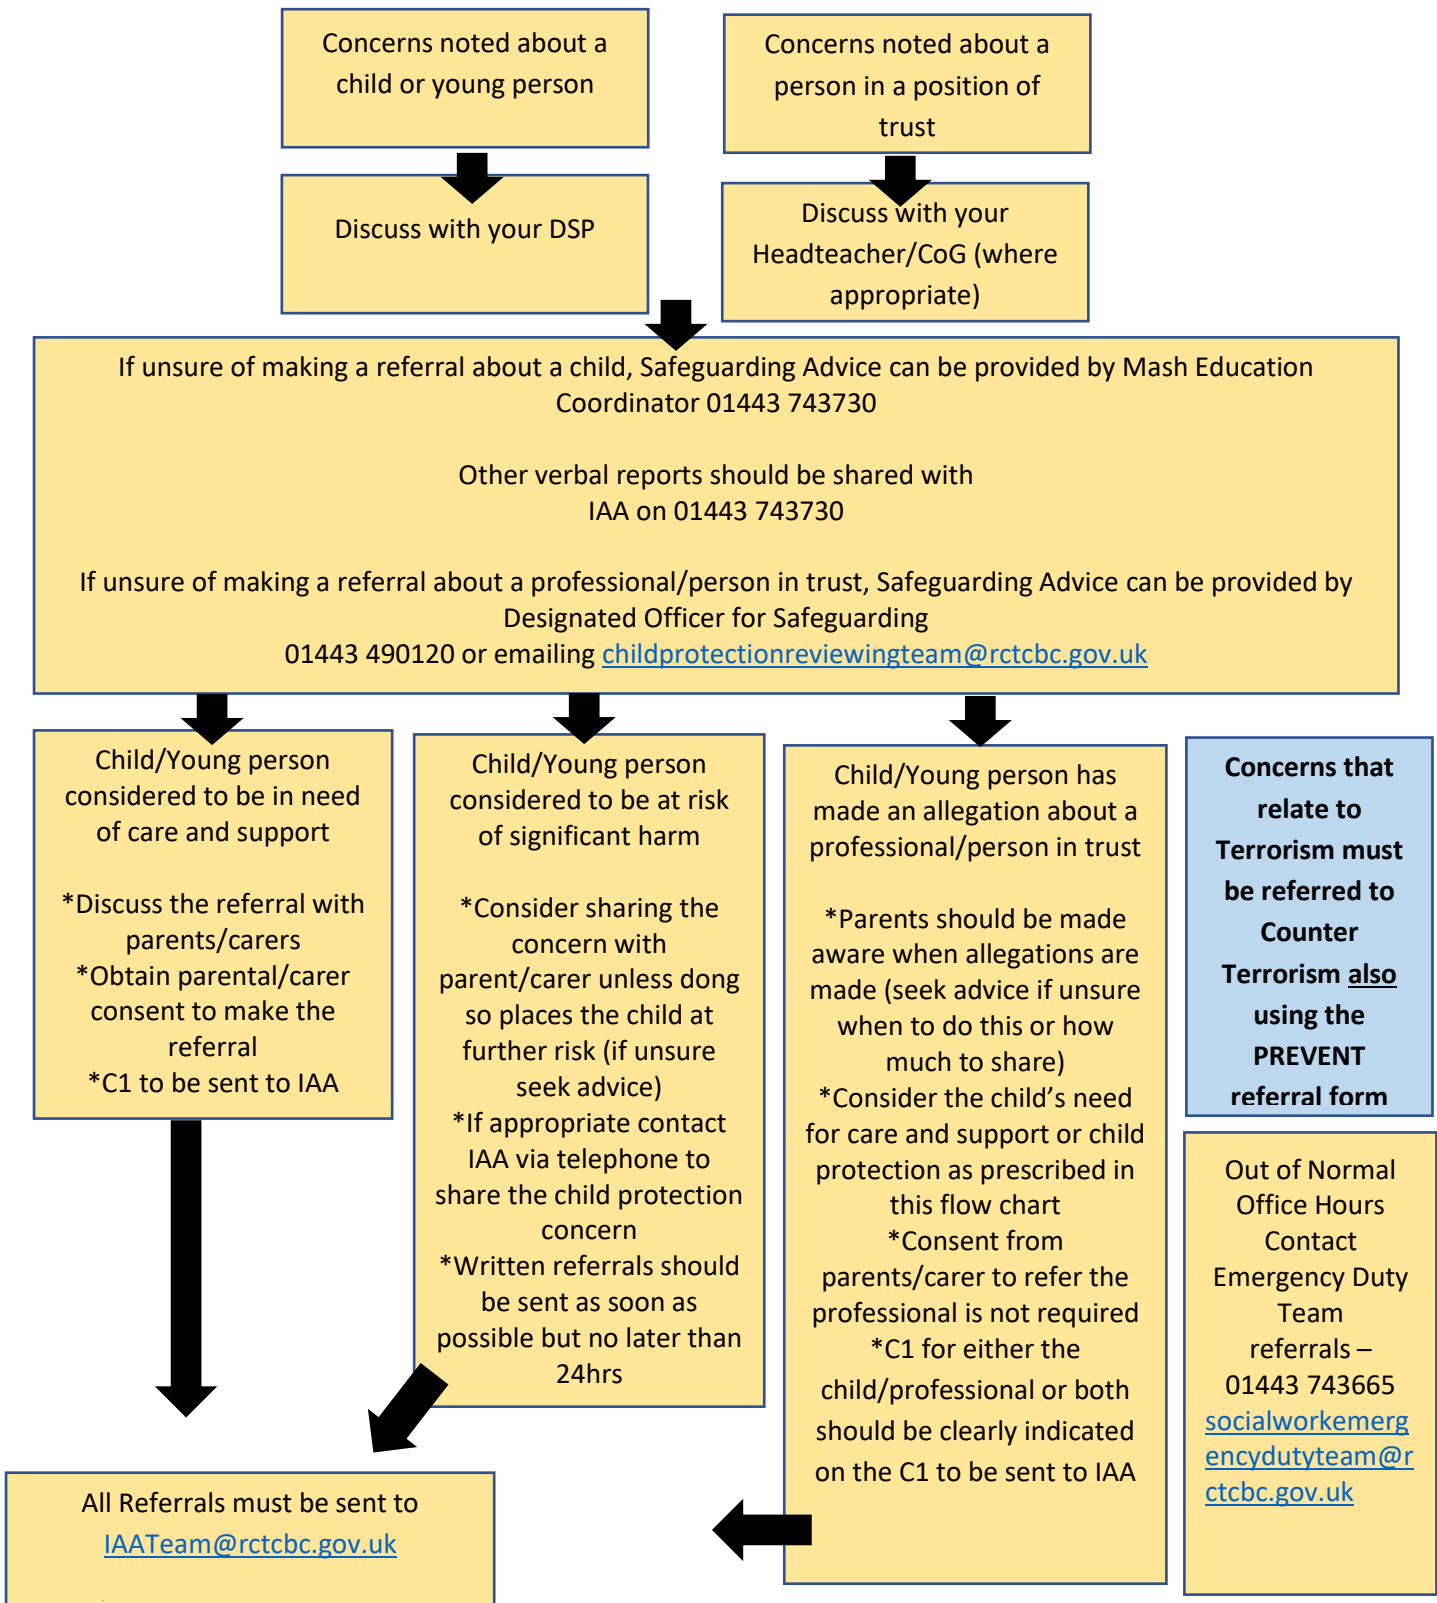 Concerns noted about a
child or young person
Concerns noted about a
person in a position of
trust
Discuss with your DSP
Discuss with your
Headteacher/CoG (where
appropriate)
If unsure of making a referral about a child, Safeguarding Advice can be provided by Mash Education
Coordinator 01443 743730
Other verbal reports should be shared with
IAA on 01443 743730
If unsure of making a referral about a professional/person in trust, Safeguarding Advice can be provided by
Designated Officer for Safeguarding
01443 490120 or emailing childprotectionreviewingteam@rctcbc.gov.uk
Child/Young person
considered to be in need
of care and support
*Discuss the referral with
parents/carers
*Obtain parental/carer
consent to make the
referral
*C1 to be sent to IAA
Child/Young person
considered to be at risk
of significant harm
*Consider sharing the
concern with
parent/carer unless dong
so places the child at
further risk (if unsure
seek advice)
*If appropriate contact
IAA via telephone to
share the child protection
concern
*Written referrals should
be sent as soon as
possible but no later than
24hrs
Child/Young person has
made an allegation about a
professional/person in trust
*Parents should be made
aware when allegations are
made (seek advice if unsure
when to do this or how
much to share)
*Consider the child’s need
for care and support or child
protection as prescribed in
this flow chart
*Consent from
parents/carer to refer the
professional is not required
*C1 for either the
child/professional or both
should be clearly indicated
on the C1 to be sent to IAA
Concerns that
relate to
Terrorism must
be referred to
Counter
Terrorism also
using the
PREVENT
referral form
Out of Normal
Office Hours
Contact
Emergency Duty
Team
referrals –
01443 743665
socialworkemerg
encydutyteam@r
ctcbc.gov.uk
All Referrals must be sent to
IAATeam@rctcbc.gov.uk